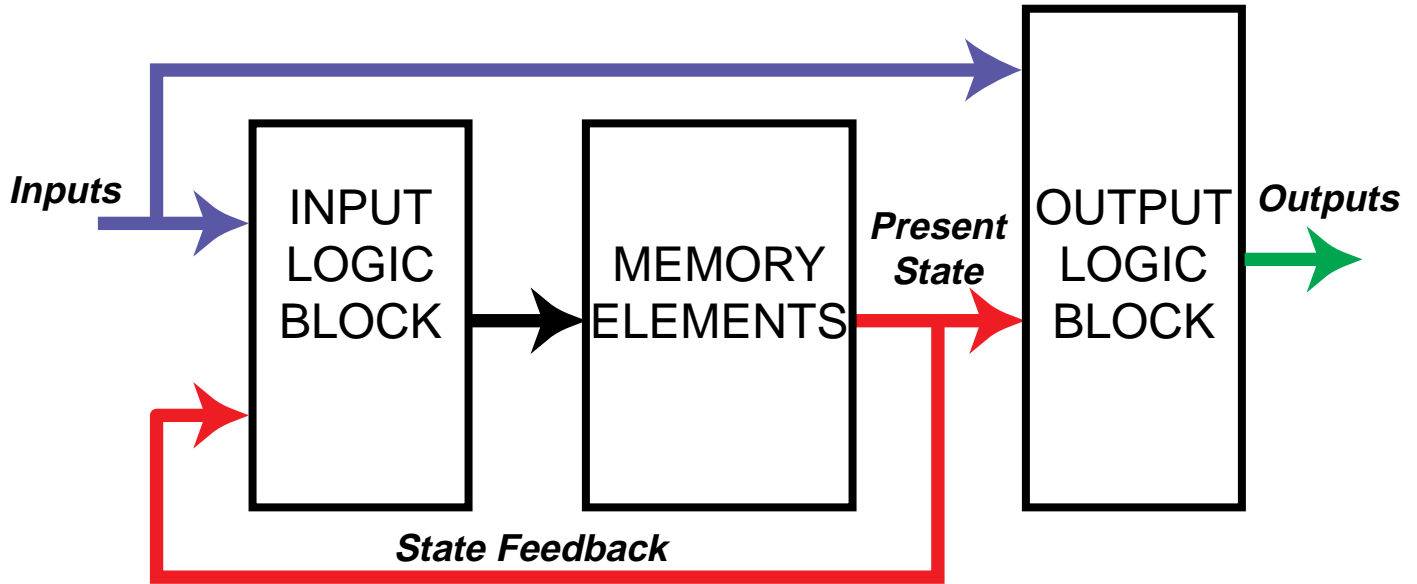 Inputs
INPUT
LOGIC
BLOCK
MEMORY
ELEMENTS
Present
State
OUTPUT
LOGIC
BLOCK
Outputs
State Feedback